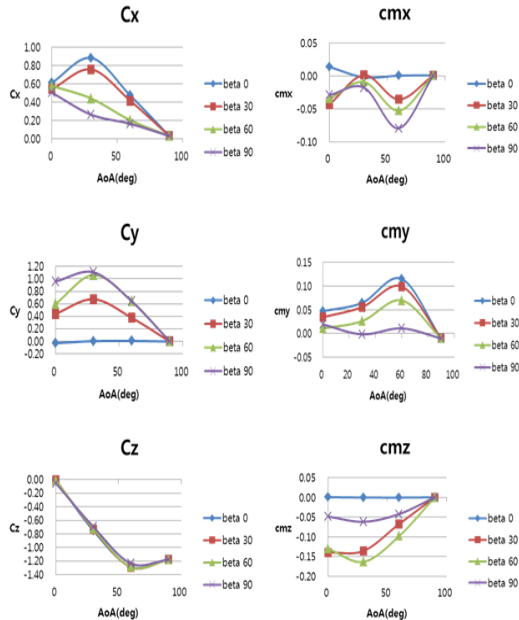 Cx
1.00
0.80
0.60
0.40
0.20
0.00
Cx
0
50
100
AoA(deg)
beta 0
beta 30
beta 60
beta 90
cmx
0.05
0.00
-0.05
-0.10
cmx
0
50
100
AoA(deg)
beta 0
beta 30
beta 60
beta 90
Cy
1.20
1.00
0.80
0.60
0.40
0.20
0.00
-0.20
Cy
0
50
100
AoA(deg)
beta 0
beta 30
beta 60
beta 90
cmy
0.15
0.10
0.05
0.00
-0.05
cmy
0
20
40
60
80
100
AoA(deg)
beta 0
beta 30
beta 60
beta 90
Cz
0.00
-0.20
-0.40
-0.60
-0.80
-1.00
-1.20
-1.40
Cz
0
50
100
AoA(deg)
beta 0
beta 30
beta 60
beta 90
cmz
0.05
0.00
-0.05
-0.10
-0.15
-0.20
cmz
0
50
100
AoA(deg)
beta 0
beta 30
beta 60
beta 90